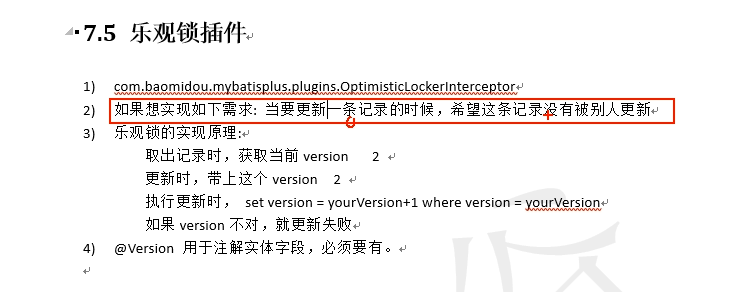 7.5 乐观锁插件
1) com.baomidou.mybatisplus.plugins.OptimisticLockerInterceptor
2) 如果想实现如下需求: 当要更新一条记录的时候，希望这条记录没有被别人更新
3) 乐观锁的实现原理:
取出记录时，获取当前 version 2
更新时，带上这个 version 2
执行更新时， set version = yourVersion+1 where version = yourVersion
如果 version 不对，就更新失败
4) @Version 用于注解实体字段，必须要有。